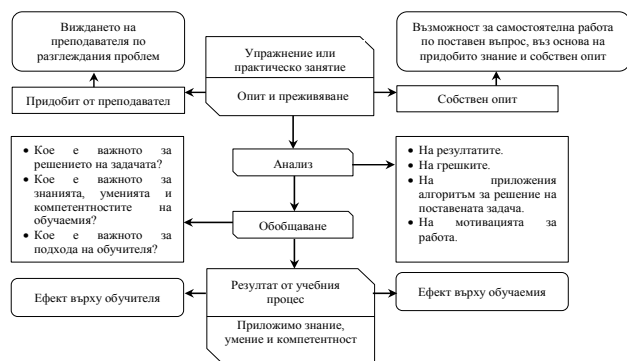 Виждането на
преподавателя по
разглеждания проблем
Упражнение или
практическо занятие
Възможност за самостоятелна работа
по поставен въпрос, въз основа на
придобито знание и собствен опит
Придобит от преподавател
Опит и преживяване
Собствен опит
• Кое е важното за
решението на задачата?
• Кое е важното за
знанията, уменията и
компетентностите на
обучаемия?
• Кое е важното за
подхода на обучителя?
Анализ
• На резултатите.
• На грешките.
• На приложения
алгоритъм за решение на
поставената задача.
• На мотивацията за
работа.
Обобщаване
Ефект върху обучителя
Резултат от учебния
процес
Ефект върху обучаемия
Приложимо знание,
умение и компетентност